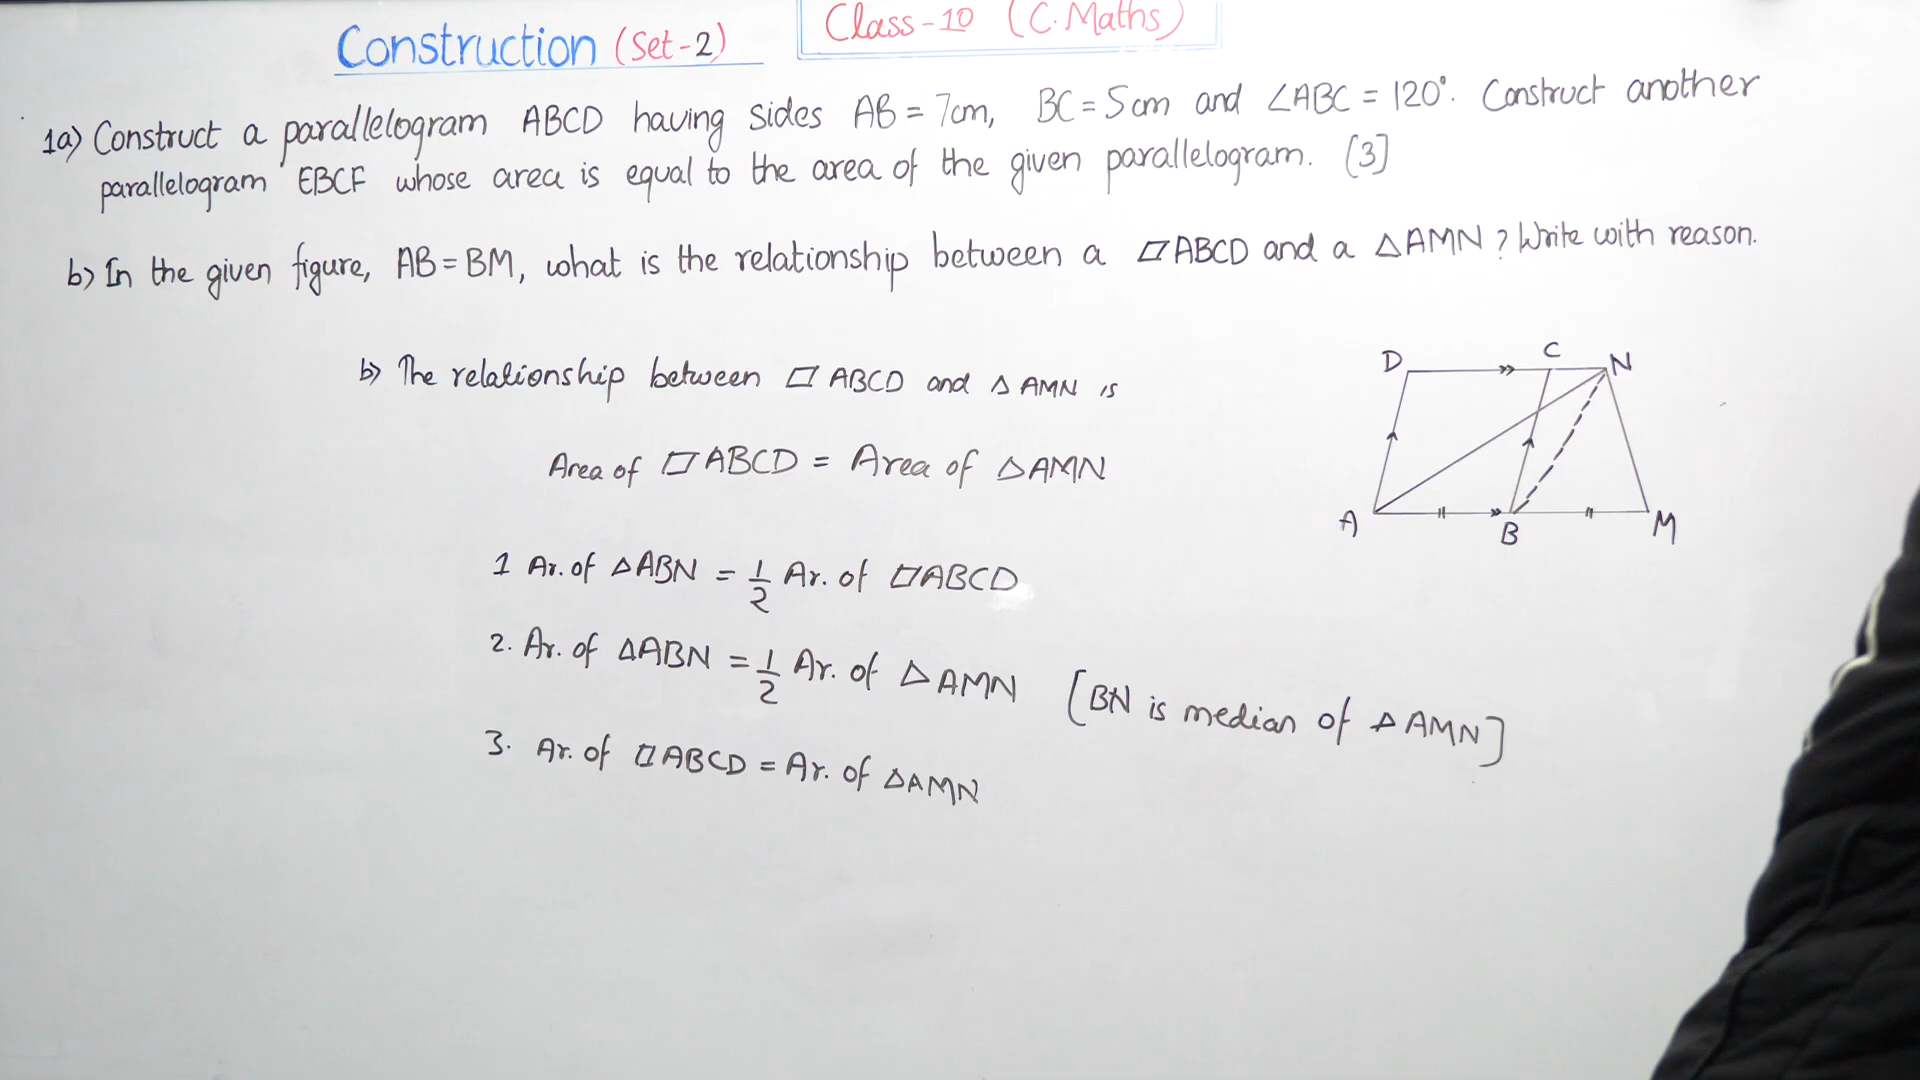 Construction (Set-2)
Class-10 (C.Maths)
1a) Construct a parallelogram ABCD having sides AB = 7cm, BC = 5cm and ∠ABC = 120°. Construct another
parallelogram EBCF whose area is equal to the area of the given parallelogram. [3]
b) In the given figure, AB = BM, what is the relationship between a ▱ABCD and a △AMN? Write with reason.
b) The relationship between ▱ ABCD and △ AMN is
Area of ▱ABCD = Area of △AMN
1 Ar. of △ABN = 1/2 Ar. of ▱ABCD
2. Ar. of △ABN = 1/2 Ar. of △AMN [BN is median of △AMN]
3. Ar. of ▱ABCD = Ar. of △AMN
D C N
A B M